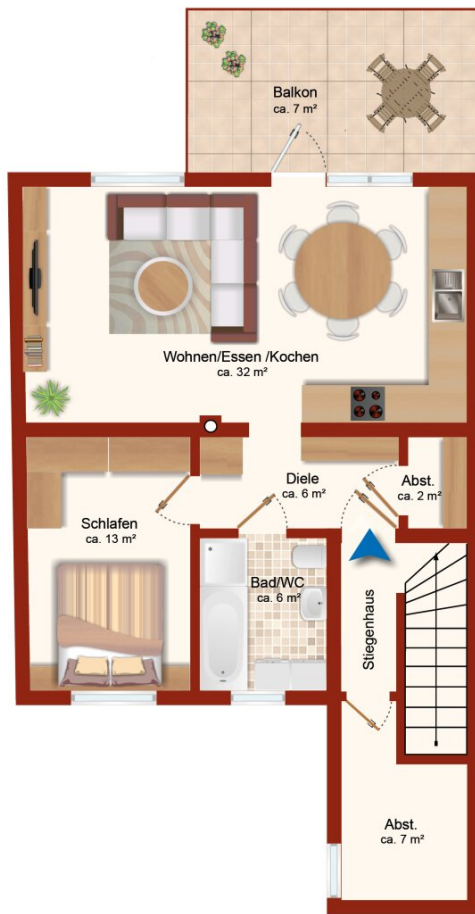 Balkon
ca. 7 m²
Wohnen/Essen /Kochen
ca. 32 m²
Diele
ca. 6 m²
Abst.
ca. 2 m²
Schlafen
ca. 13 m²
Bad/WC
ca. 6 m²
Stiegenhaus
Abst.
ca. 7 m²